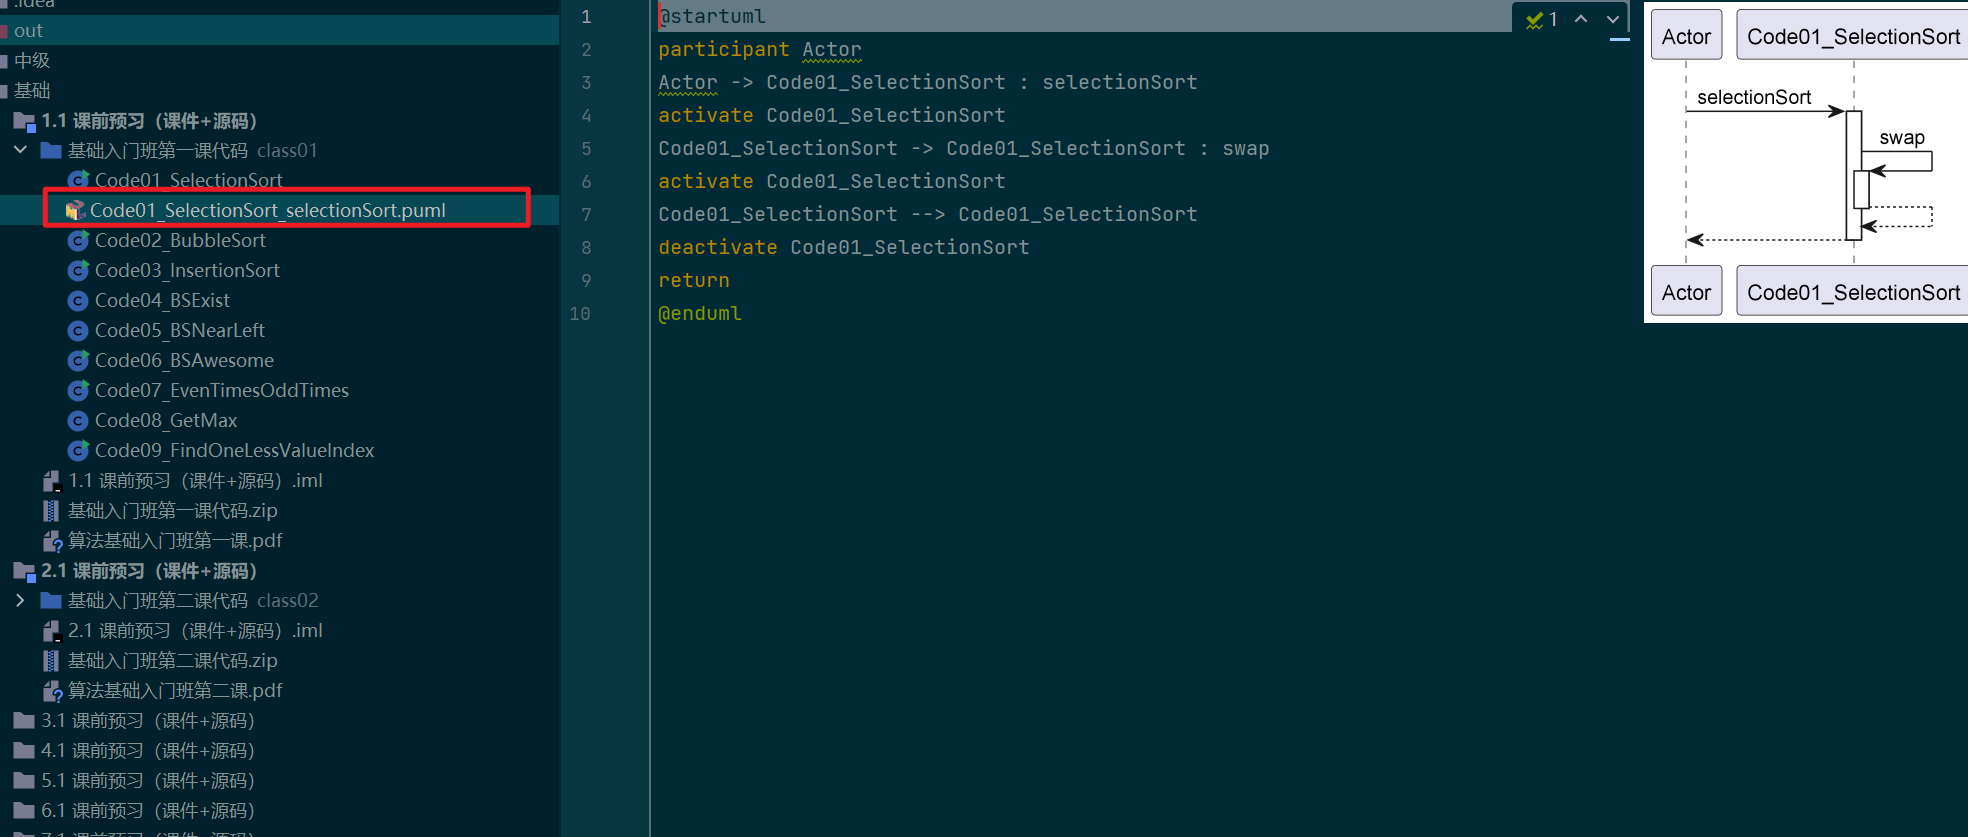 .idea
out
中级
基础
1.1 课前预习（课件+源码）
基础入门班第一课代码 class01
Code01_SelectionSort
Code01_SelectionSort_selectionSort.puml
Code02_BubbleSort
Code03_InsertionSort
Code04_BSExist
Code05_BSNearLeft
Code06_BSAwesome
Code07_EvenTimesOddTimes
Code08_GetMax
Code09_FindOneLessValueIndex
1.1 课前预习（课件+源码）.iml
基础入门班第一课代码.zip
算法基础入门班第一课.pdf
2.1 课前预习（课件+源码）
基础入门班第二课代码 class02
2.1 课前预习（课件+源码）.iml
基础入门班第二课代码.zip
算法基础入门班第二课.pdf
3.1 课前预习（课件+源码）
4.1 课前预习（课件+源码）
5.1 课前预习（课件+源码）
6.1 课前预习（课件+源码）
7.1 课前预习（课件+源码）
1 @startuml
2 participant Actor
3 Actor -> Code01_SelectionSort : selectionSort
4 activate Code01_SelectionSort
5 Code01_SelectionSort -> Code01_SelectionSort : swap
6 activate Code01_SelectionSort
7 Code01_SelectionSort --> Code01_SelectionSort
8 deactivate Code01_SelectionSort
9 return
10 @enduml
1
Actor Code01_SelectionSort
selectionSort
swap
Actor Code01_SelectionSort